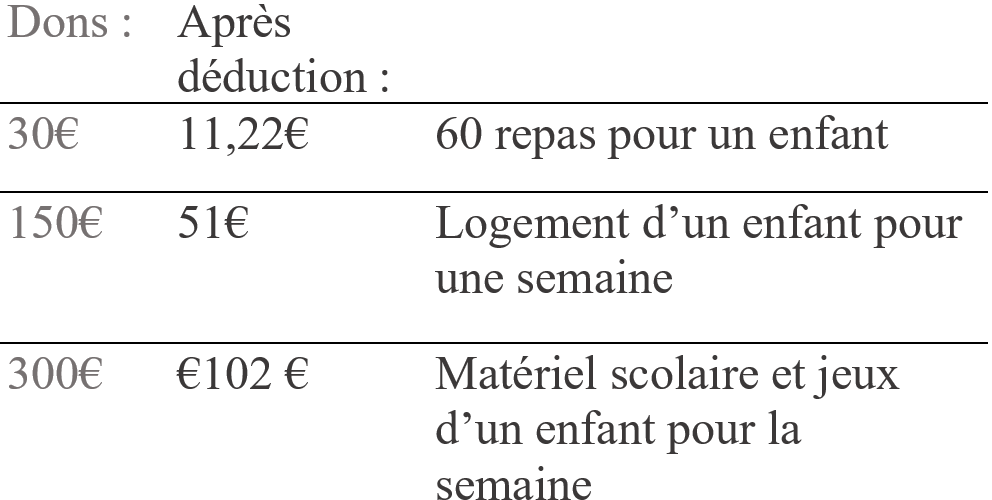 Dons : Après
déduction :
30€ 11,22€ 60 repas pour un enfant
150€ 51€ Logement d’un enfant pour
une semaine
300€ €102 € Matériel scolaire et jeux
d’un enfant pour la
semaine